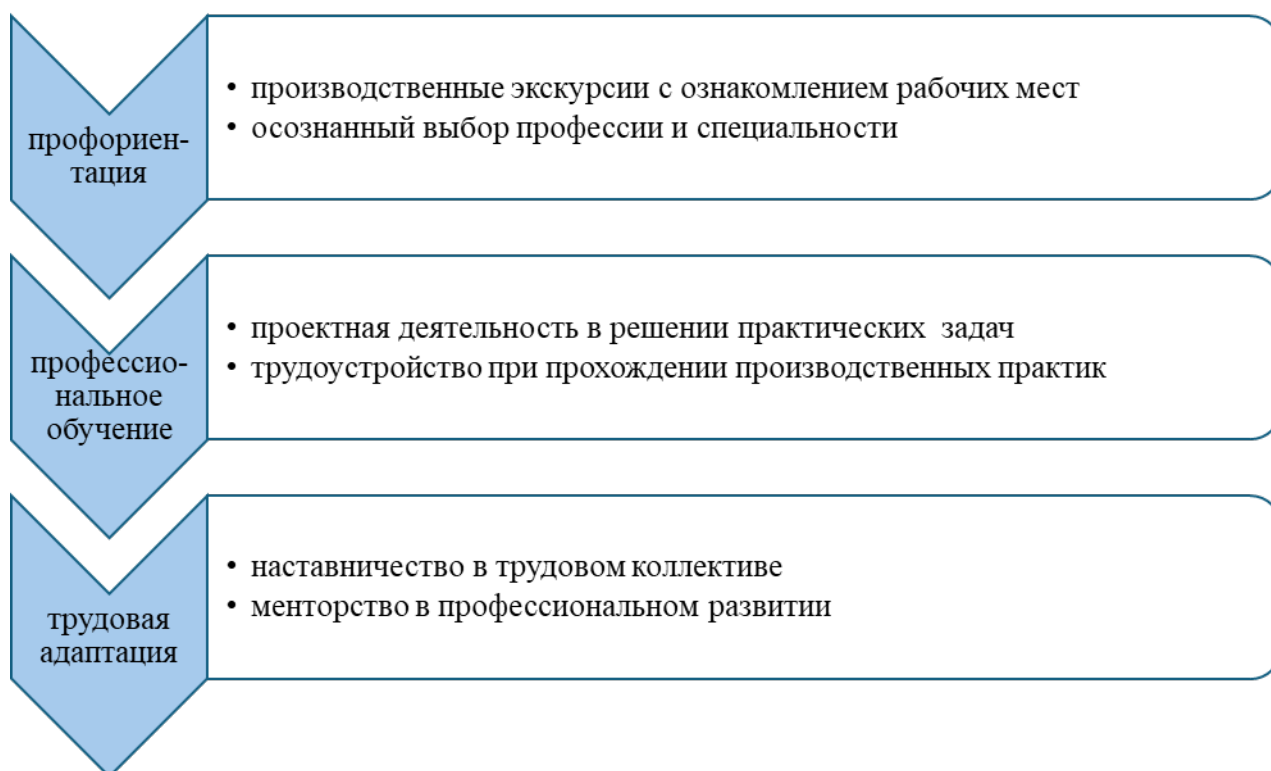 профориен-
тация
• производственные экскурсии с ознакомлением рабочих мест
• осознанный выбор профессии и специальности
профессио-
нальное
обучение
• проектная деятельность в решении практических  задач
• трудоустройство при прохождении производственных практик
трудовая
адаптация
• наставничество в трудовом коллективе
• менторство в профессиональном развитии